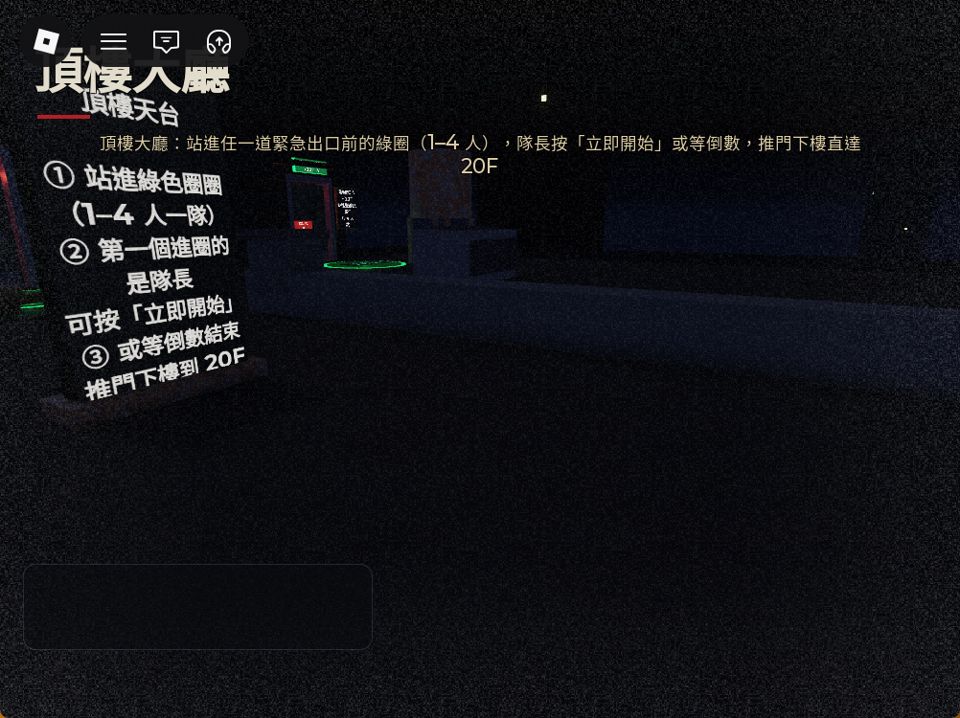 頂樓大廳
頂樓天台
頂樓大廳：站進任一道緊急出口前的綠圈（1–4 人），隊長按「立即開始」或等倒數，推門下樓直達
20F
① 站進綠色圈圈
（1–4 人一隊）
② 第一個進圈的
是隊長
可按「立即開始」
③ 或等倒數結束
推門下樓到 20F